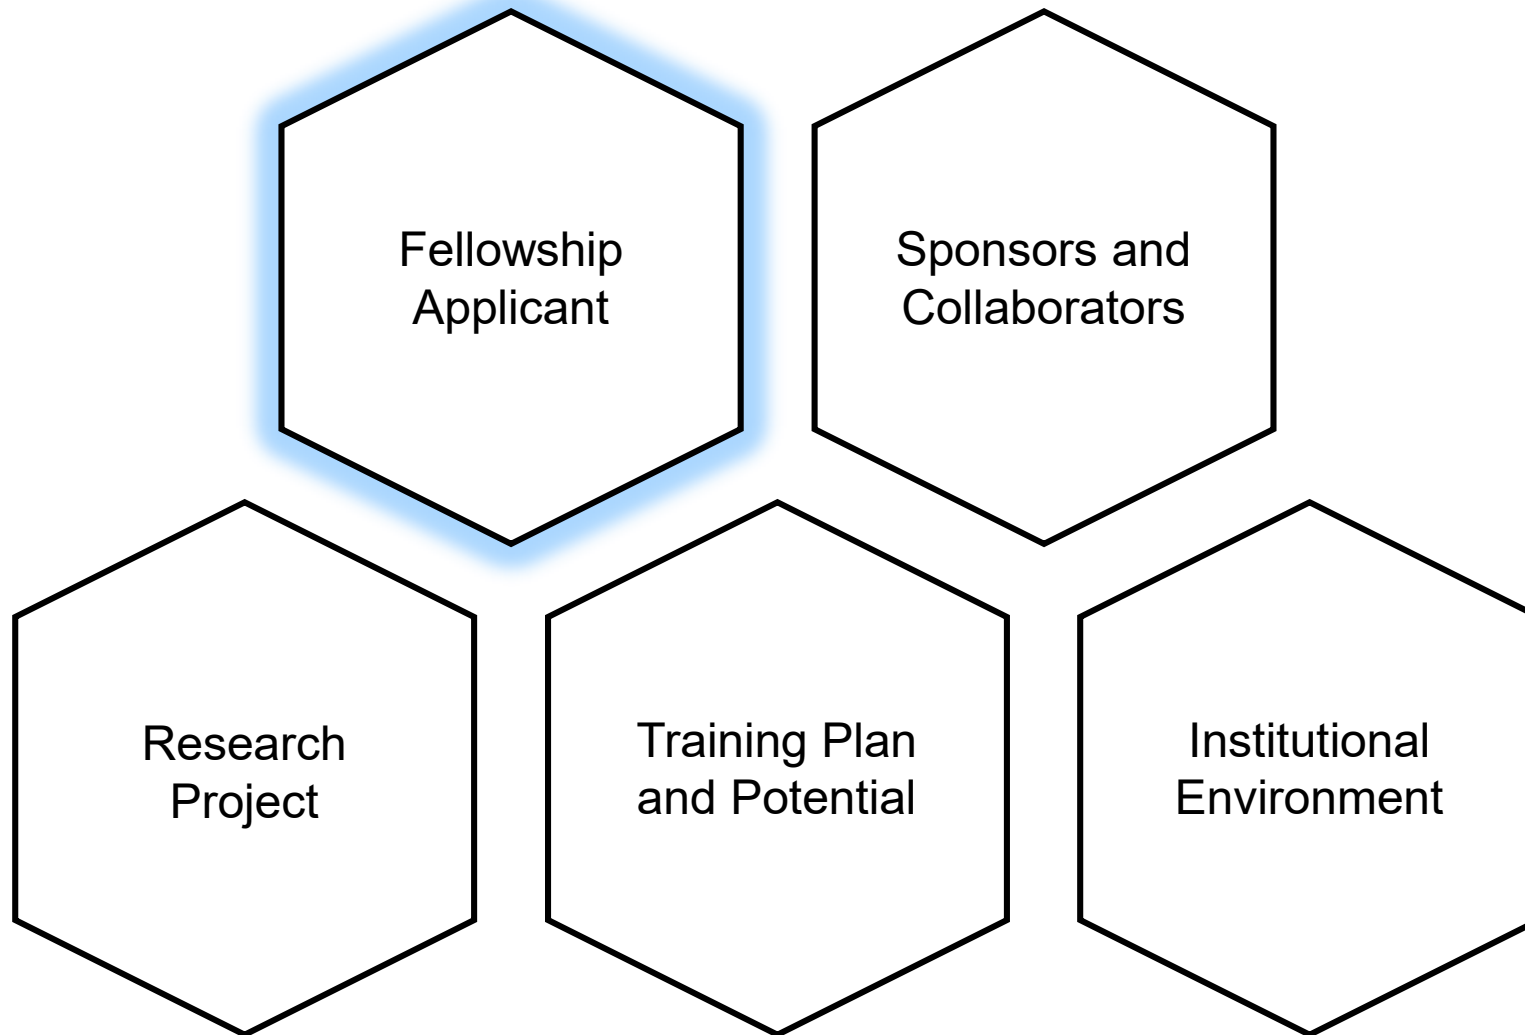 Fellowship
Applicant
Sponsors and
Collaborators
Research
Project
Training Plan
and Potential
Institutional
Environment